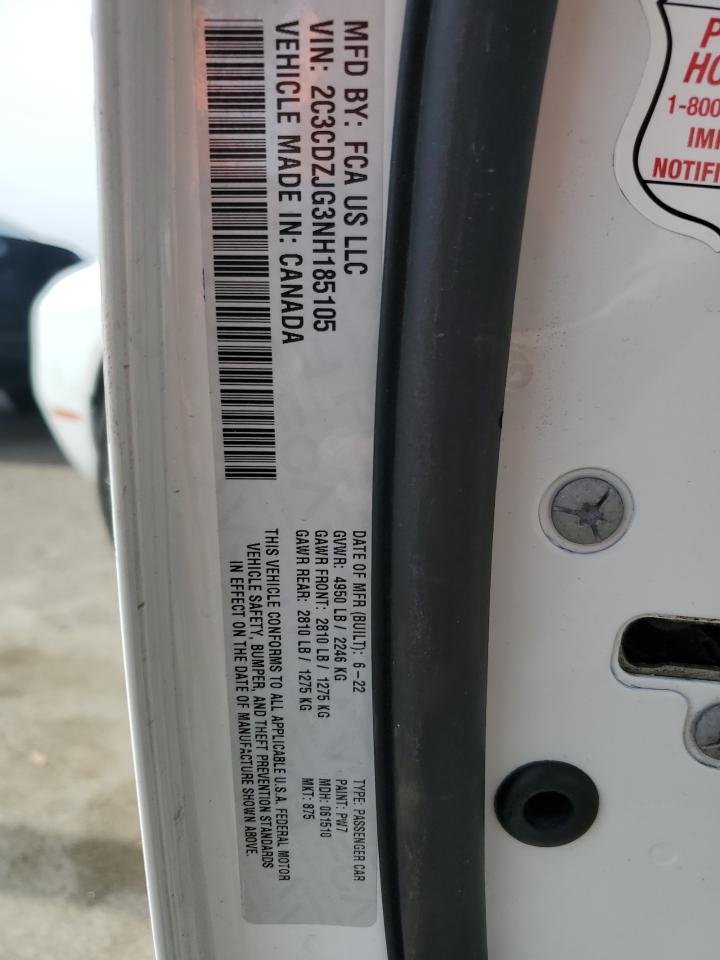 MFD BY: FCA US LLC
VIN: 2C3CDZJG3NH185105
VEHICLE MADE IN: CANADA
DATE OF MFR (BUILT): 6-22
GVWR: 4950 LB / 2246 KG
GAWR FRONT: 2810 LB / 1275 KG
GAWR REAR: 2810 LB / 1275 KG
TYPE: PASSENGER CAR
PAINT: PW7
MDH: 061510
MKT: 875
THIS VEHICLE CONFORMS TO ALL APPLICABLE U.S.A. FEDERAL MOTOR
VEHICLE SAFETY, BUMPER, AND THEFT PREVENTION STANDARDS
IN EFFECT ON THE DATE OF MANUFACTURE SHOWN ABOVE.
1-800